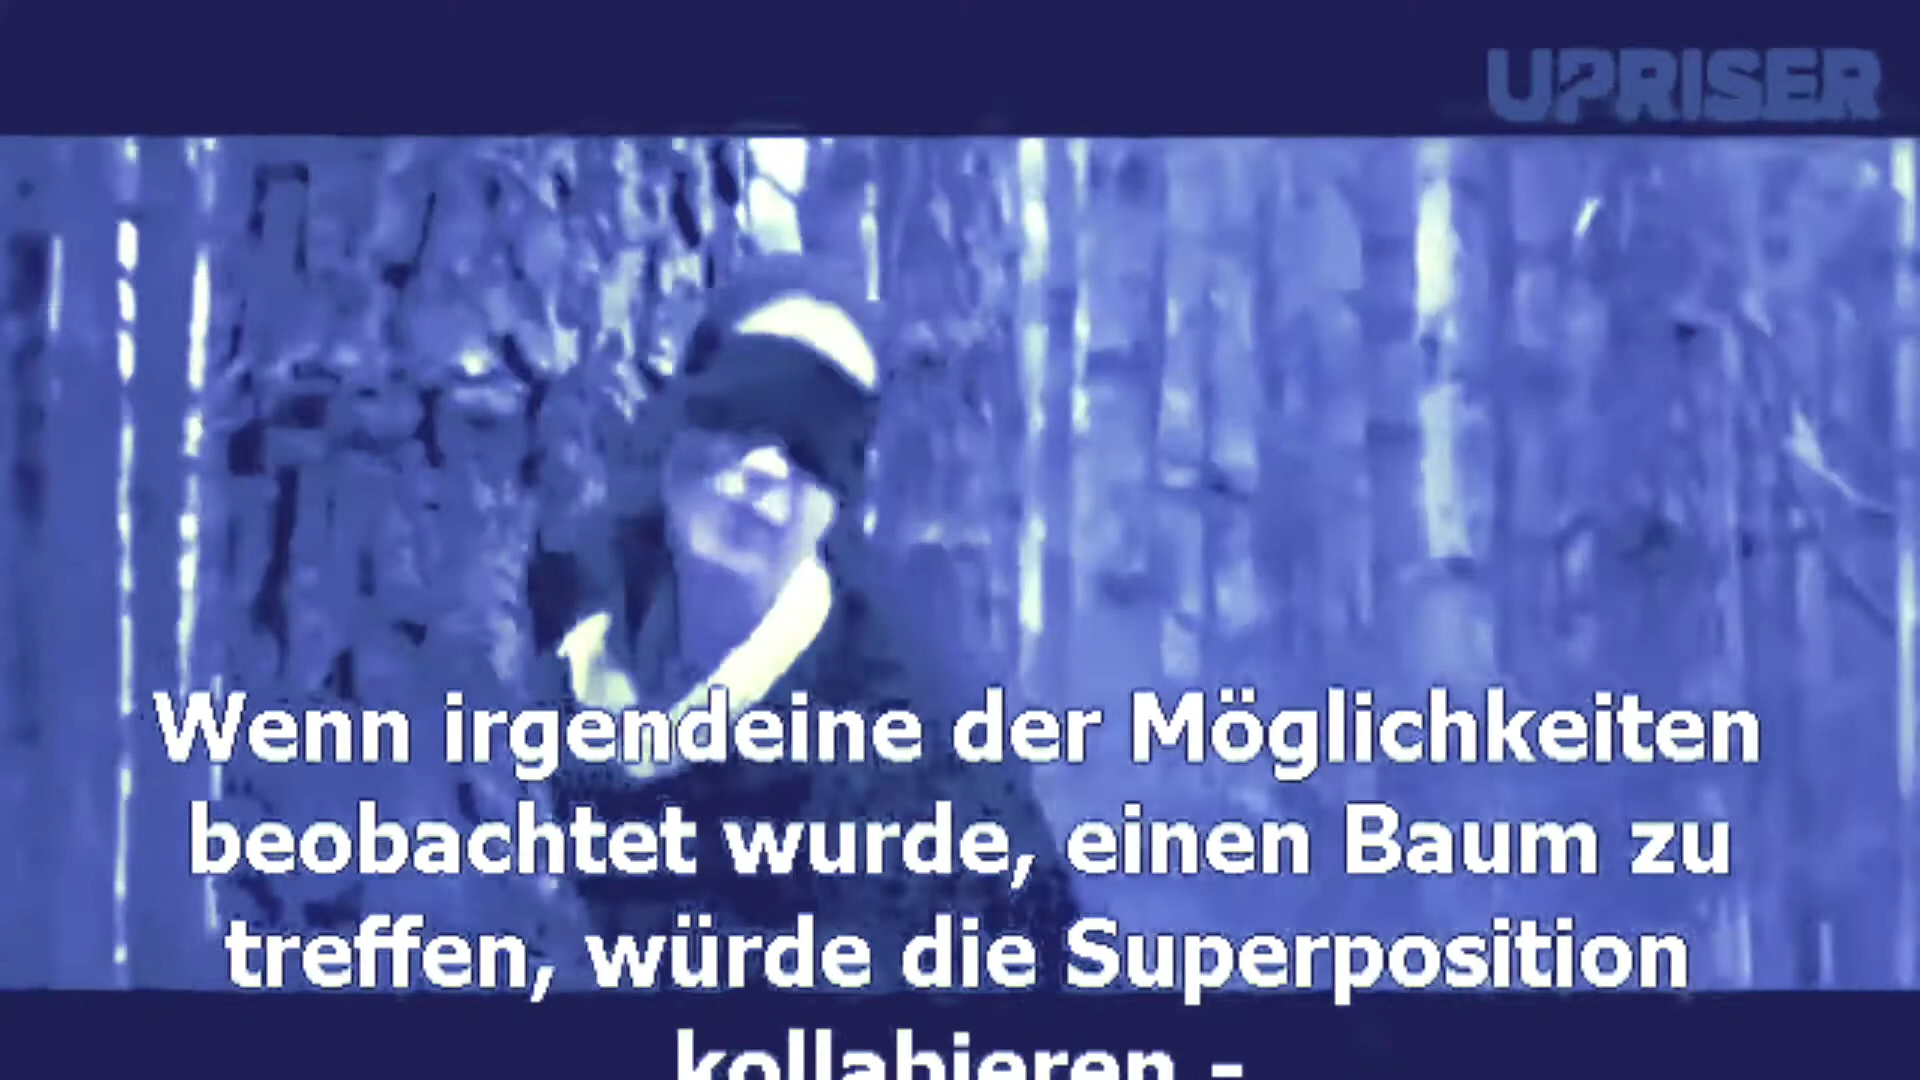 UPRISER
Wenn irgendeine der Möglichkeiten
beobachtet wurde, einen Baum zu
treffen, würde die Superposition
kollabieren -